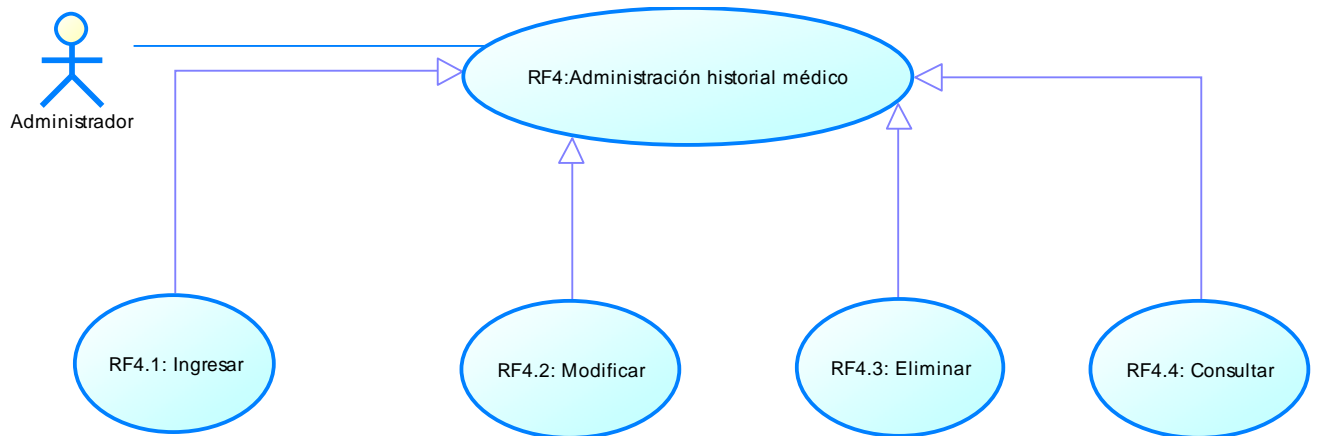 RF4:Administración historial médico
Administrador
RF4.1: Ingresar
RF4.2: Modificar
RF4.3: Eliminar
RF4.4: Consultar